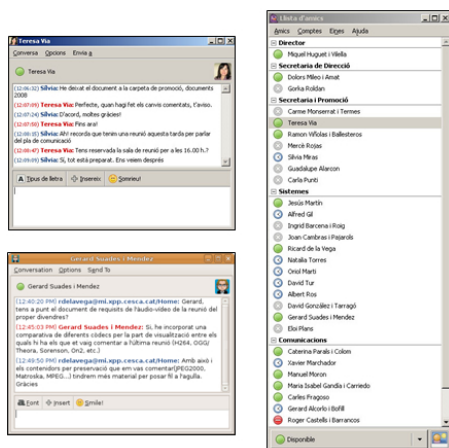 Teresa Via
Conversa Opcions Envia a
Teresa Via
(12:06:32) Sílvia: He deixat el document a la carpeta de promoció, documents
2008
(12:07:09) Teresa Via: Perfecte, quan hagi fet els canvis comentats, t'aviso.
(12:07:24) Sílvia: D'acord, moltes gràcies!
(12:07:50) Teresa Via: Fins ara!
(12:08:15) Sílvia: Ah! recorda que tenim una reunió aquesta tarda per parlar
del pla de comunicació
(12:08:47) Teresa Via: Tens reservada la sala de reunió per a les 16.00 h.?
(12:09:09) Sílvia: Sí, tot està preparat. Ens veiem després
Tipus de lletra Insereix Somrieu!
Gerard Suades i Mendez
Conversation Options Send To
Gerard Suades i Mendez
(12:40:20 PM) rdelavega@mi.xpp.cesca.cat/Home: Gerard,
tens a punt el document de requisits de l'àudio-vídeo de la reunió del
proper divendres?
(12:45:03 PM) Gerard Suades i Mendez: Sí, he incorporat una
comparativa de diferents còdecs per la part de visualització entre els
quals hi ha els que et vaig comentar a l'última reunió (H264, OGG/
Theora, Sorenson, On2, etc.)
(12:49:50 PM) rdelavega@mi.xpp.cesca.cat/Home: Amb això i
els contenidors per preservació que em vas comentar(JPEG2000,
Matroska, MPEG...) tindrem més material per posar fil a l'agulla.
Gràcies
Font Insert Smile!
Llista d'amics
Amics Comptes Eines Ajuda
Director
Miquel Huguet i Vilella
Secretaria de Direcció
Dolors Mileo i Amat
Gorka Roldan
Secretaria i Promoció
Carme Monserrat i Termes
Teresa Via
Ramon Viñolas i Ballesteros
Mercè Rojas
Sílvia Miras
Guadalupe Alarcon
Carla Punti
Sistemes
Jesús Martín
Alfred Gil
Ingrid Barcena i Roig
Joan Cambras i Pajarols
Ricard de la Vega
Natalia Torres
Oriol Martí
David Tur
Albert Ros
David González i Tarragó
Gerard Suades i Mendez
Eloi Plans
Comunicacions
Caterina Parals i Colom
Xavier Marchador
Manuel Moron
Maria Isabel Gandia i Carriedo
Carles Fragoso
Gerard Alcorlo i Bofill
Roger Castells i Barrancos
Disponible